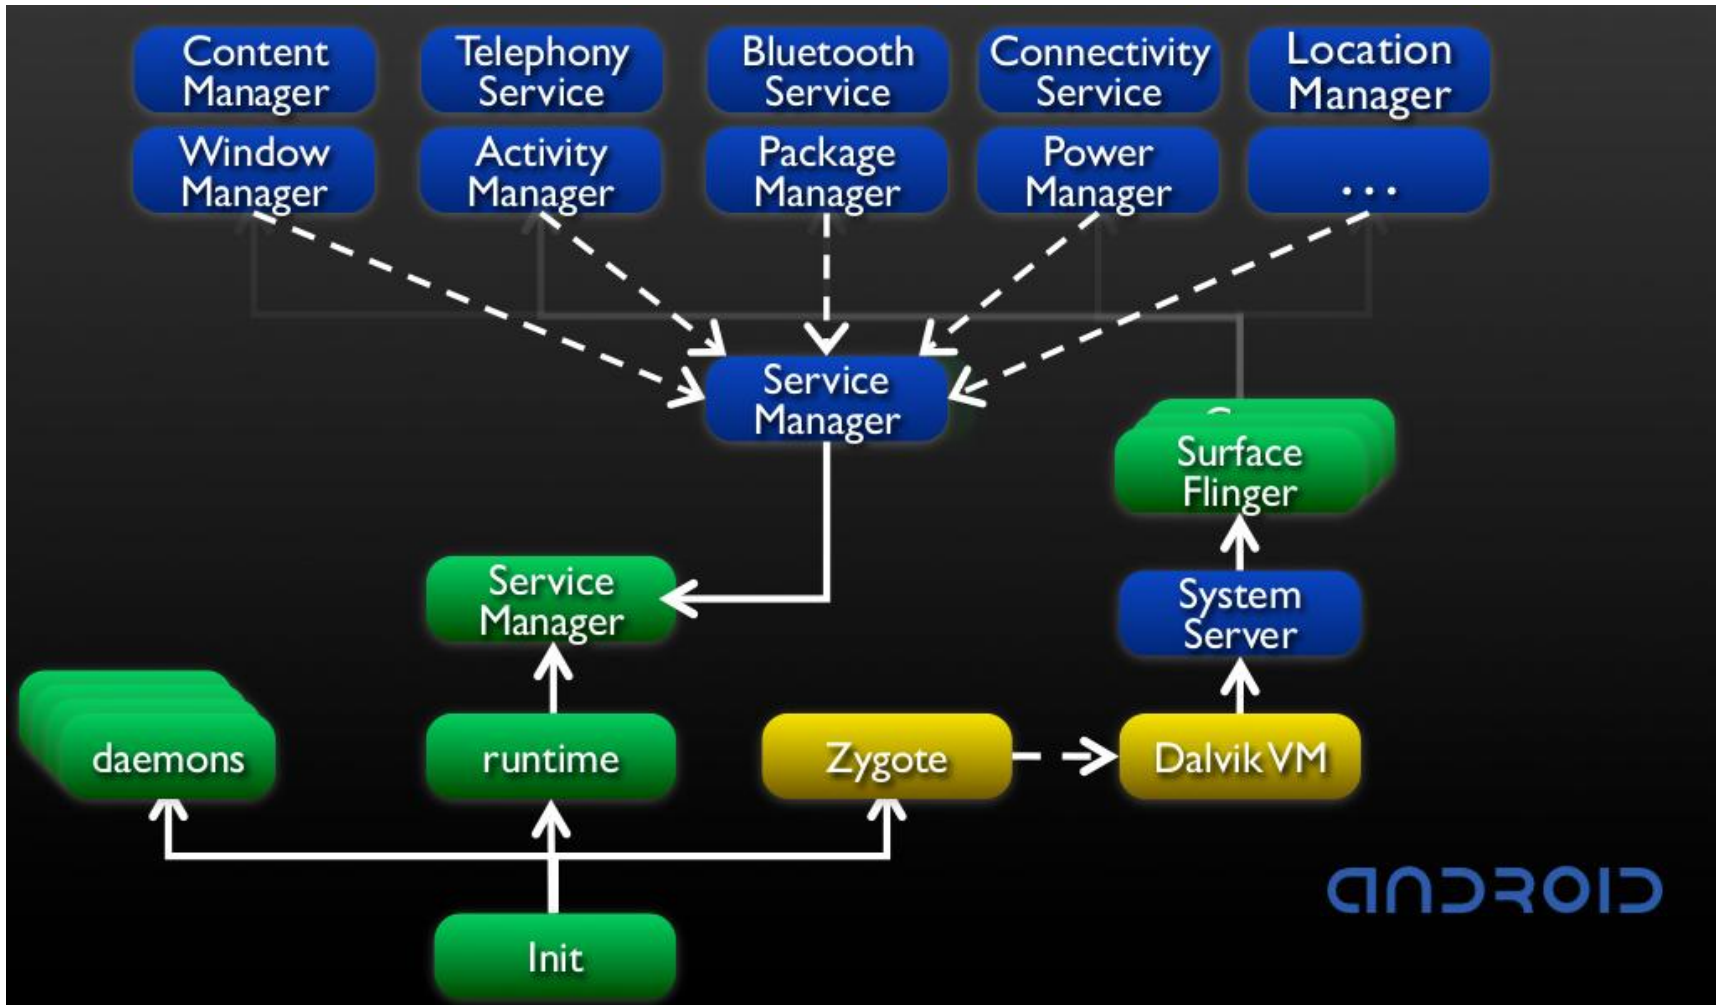 Content
Manager
Telephony
Service
Bluetooth
Service
Connectivity
Service
Location
Manager
Window
Manager
Activity
Manager
Package
Manager
Power
Manager
...
Service
Manager
Surface
Flinger
Service
Manager
System
Server
daemons
runtime
Zygote
Dalvik VM
ANDROID
Init